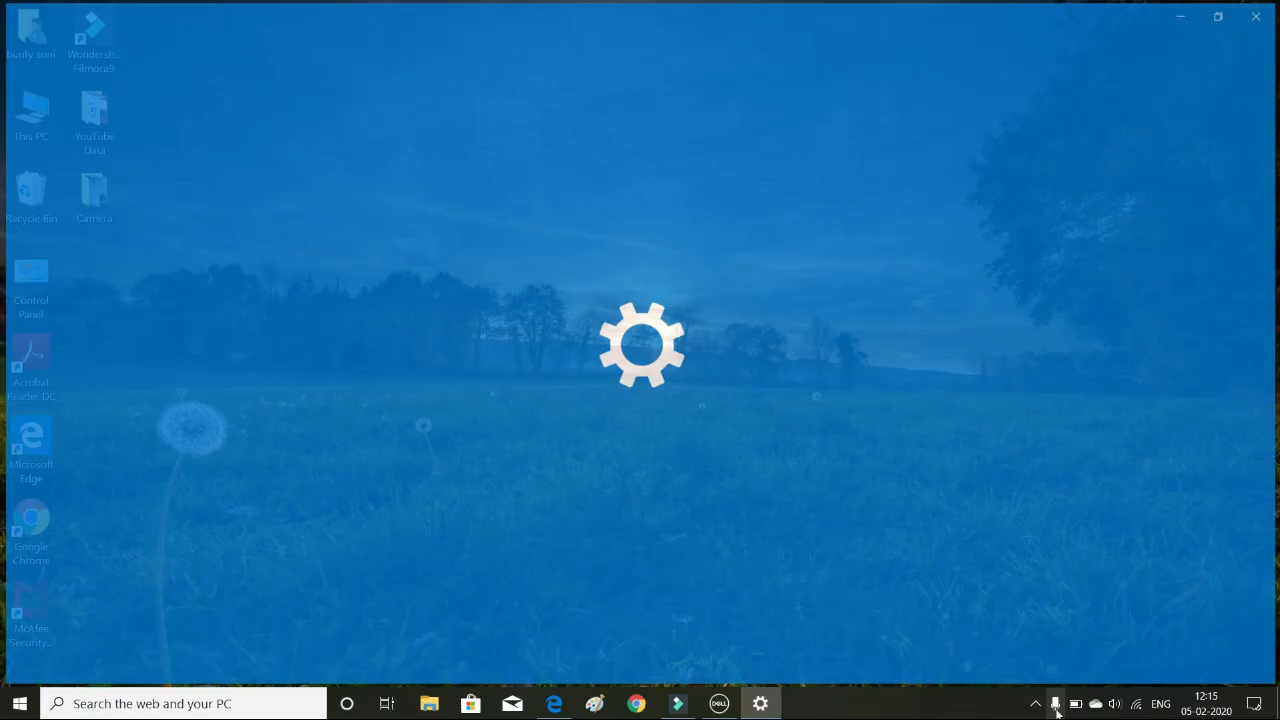 bunty soni
Wondersh...
Filmora9
This PC
YouTube
Data
Recycle Bin
Camera
Control
Panel
Acrobat
Reader DC
Microsoft
Edge
Google
Chrome
McAfee
Security...
Search the web and your PC
DELL
ENG
12:15
05-02-2020